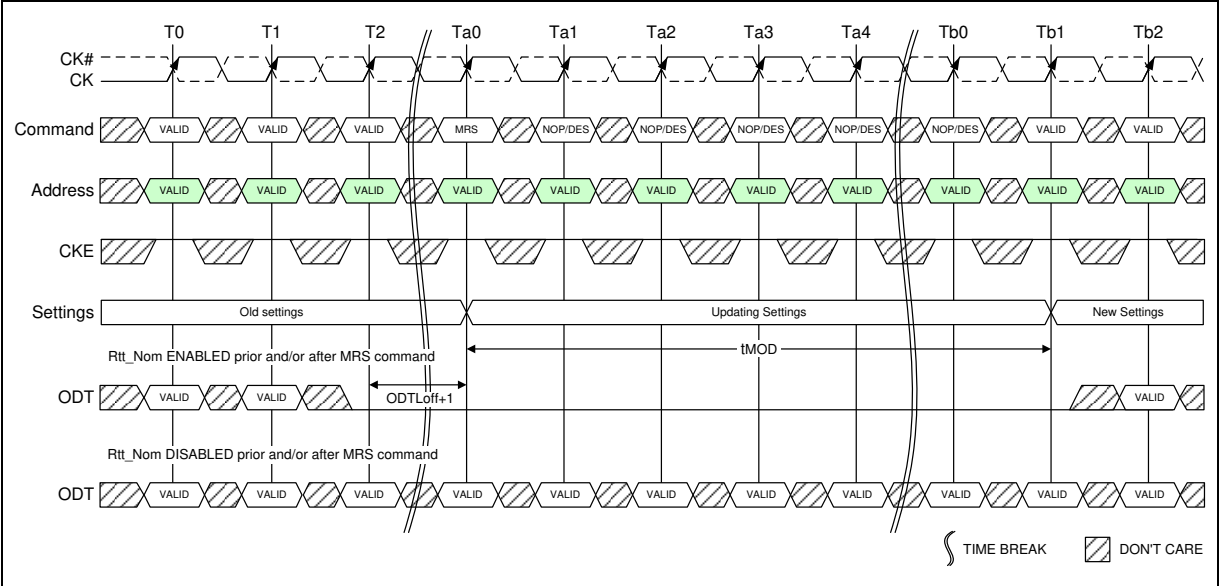 T0 T1 T2 Ta0 Ta1 Ta2 Ta3 Ta4 Tb0 Tb1 Tb2
CK#
CK
Command VALID VALID VALID MRS NOP/DES NOP/DES NOP/DES NOP/DES NOP/DES VALID VALID
Address VALID VALID VALID VALID VALID VALID VALID VALID VALID VALID VALID
CKE
Settings Old settings Updating Settings New Settings
tMOD
Rtt_Nom ENABLED prior and/or after MRS command
ODT VALID VALID ODTLoff+1 VALID
Rtt_Nom DISABLED prior and/or after MRS command
ODT VALID VALID VALID VALID VALID VALID VALID VALID VALID VALID VALID
TIME BREAK DON'T CARE